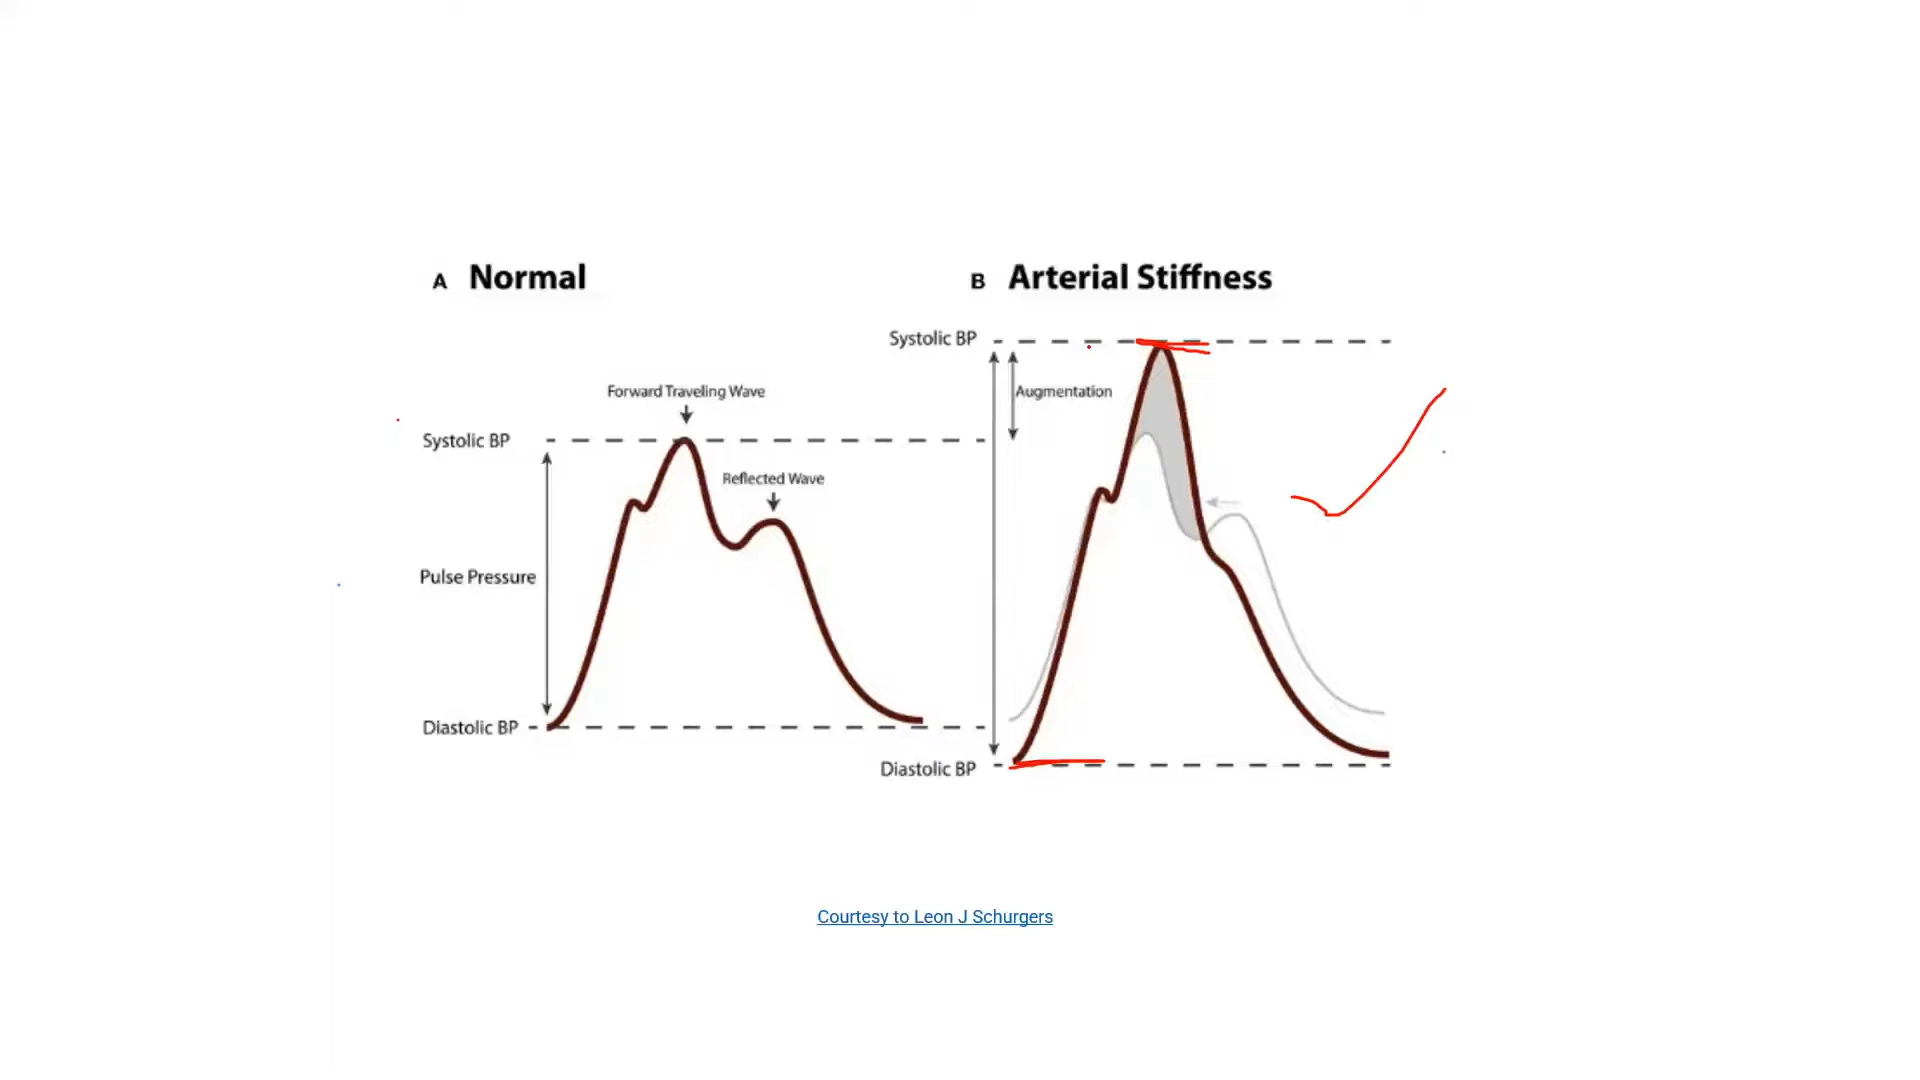 A Normal
B Arterial Stiffness
Systolic BP
Augmentation
Forward Traveling Wave
Systolic BP
Reflected Wave
Pulse Pressure
Diastolic BP
Diastolic BP
Courtesy to Leon J Schurgers